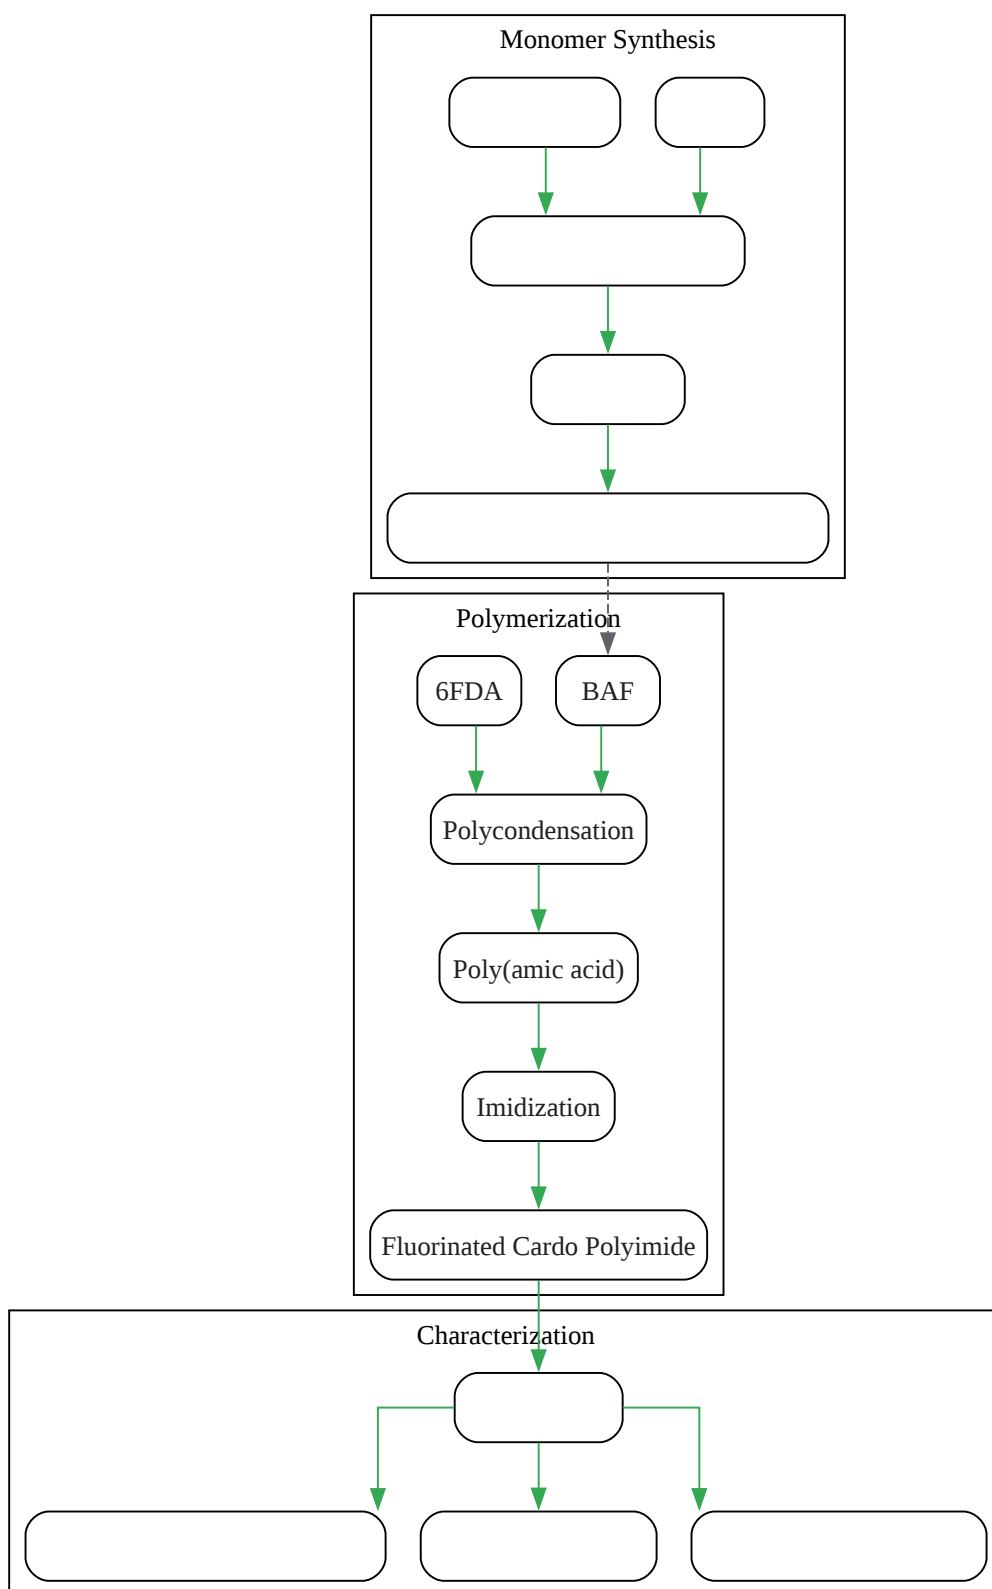 Monomer Synthesis
Polymerization
6FDA
BAF
Polycondensation
Poly(amic acid)
Imidization
Fluorinated Cardo Polyimide
Characterization